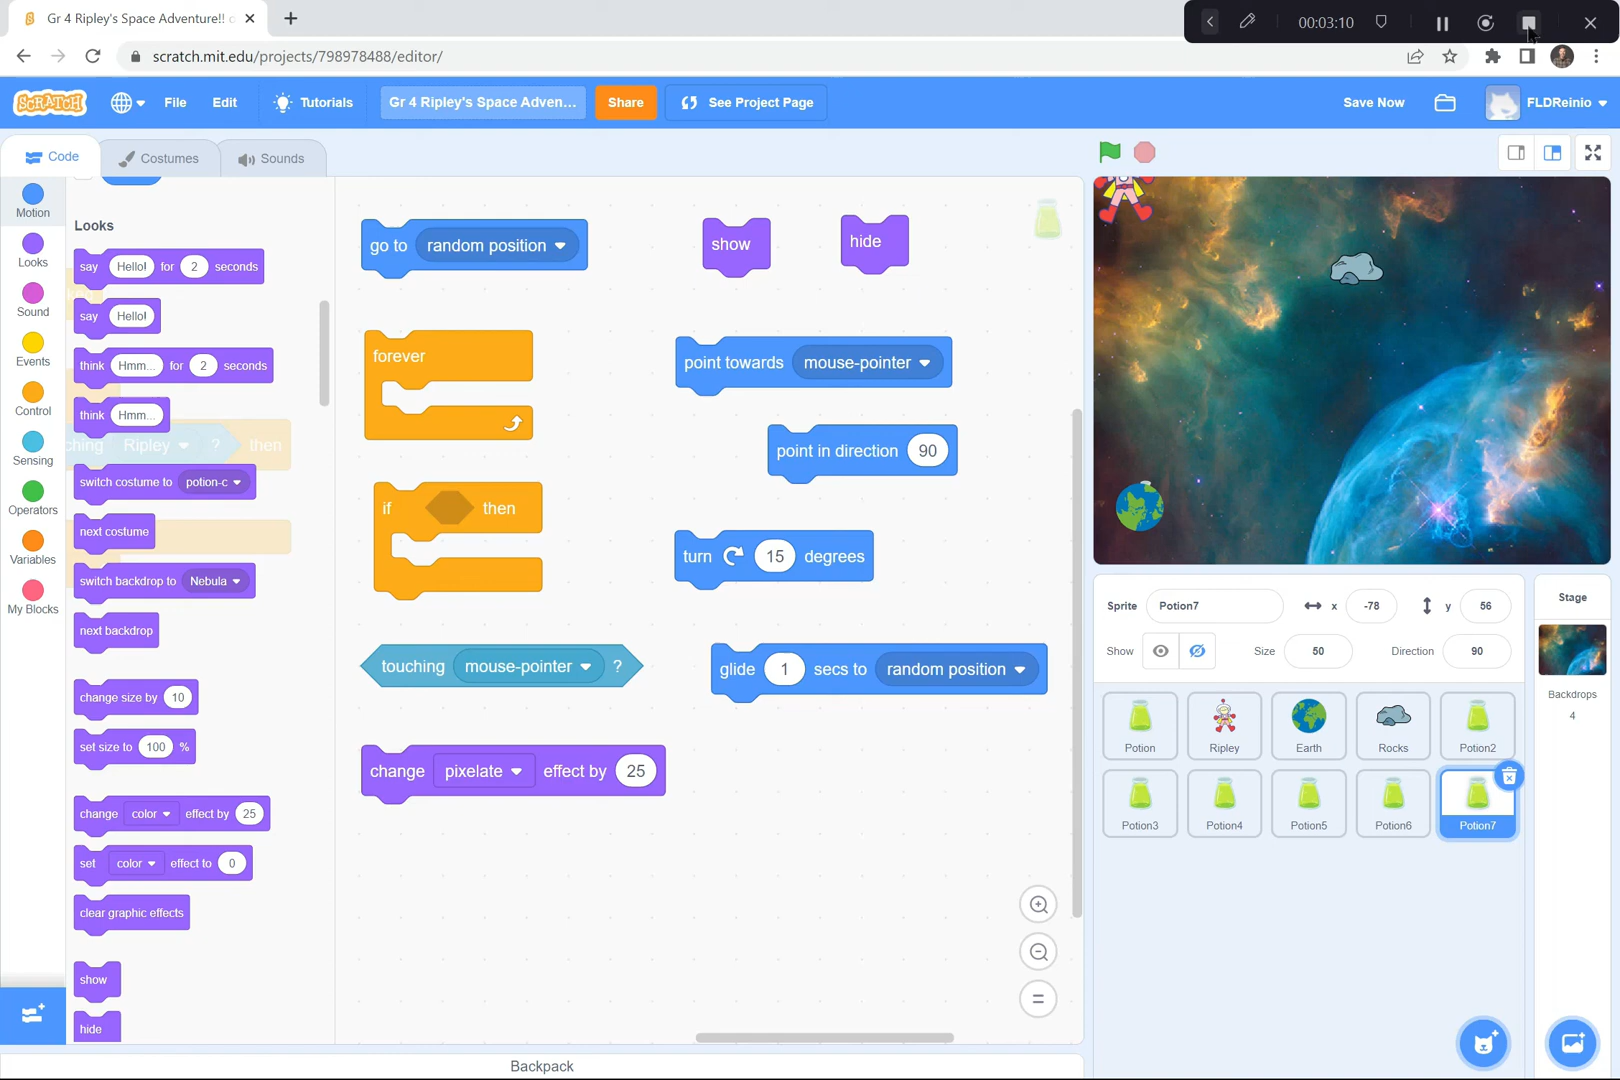 Gr 4 Ripley's Space Adventure!! o
00:03:10
scratch.mit.edu/projects/798978488/editor/
SCRATCH
File
Edit
Tutorials
Gr 4 Ripley's Space Adven...
Share
See Project Page
Save Now
FLDReinio
Code
Costumes
Sounds
Motion
Looks
Sound
Events
Control
Sensing
Operators
Variables
My Blocks
Looks
say Hello! for 2 seconds
say Hello!
think Hmm... for 2 seconds
think Hmm...
ching Ripley ? then
switch costume to potion-c
next costume
switch backdrop to Nebula
next backdrop
change size by 10
set size to 100 %
change color effect by 25
set color effect to 0
clear graphic effects
show
hide
go to random position
show
hide
forever
point towards mouse-pointer
point in direction 90
if then
turn 15 degrees
touching mouse-pointer ?
glide 1 secs to random position
change pixelate effect by 25
Backpack
Sprite Potion7 x -78 y 56
Show Size 50 Direction 90
Stage
Backdrops
4
Potion
Ripley
Earth
Rocks
Potion2
Potion3
Potion4
Potion5
Potion6
Potion7